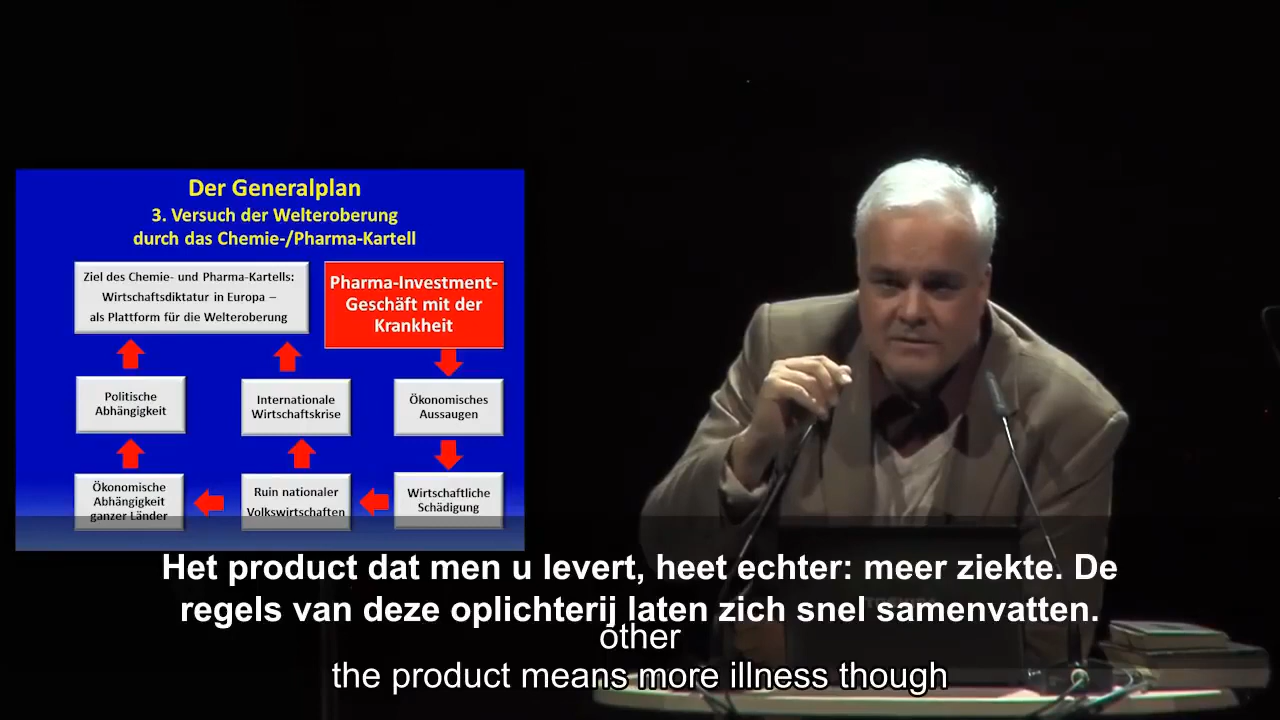 Der Generalplan
3. Versuch der Welteroberung
durch das Chemie-/Pharma-Kartell
Ziel des Chemie- und Pharma-Kartells:
Wirtschaftsdiktatur in Europa –
als Plattform für die Welteroberung
Pharma-Investment-
Geschäft mit der
Krankheit
Politische
Abhängigkeit
Internationale
Wirtschaftskrise
Ökonomisches
Aussaugen
Ökonomische
Abhängigkeit
ganzer Länder
Ruin nationaler
Volkswirtschaften
Wirtschaftliche
Schädigung
Het product dat men u levert, heet echter: meer ziekte. De
regels van deze oplichterij laten zich snel samenvatten.
other
the product means more illness though